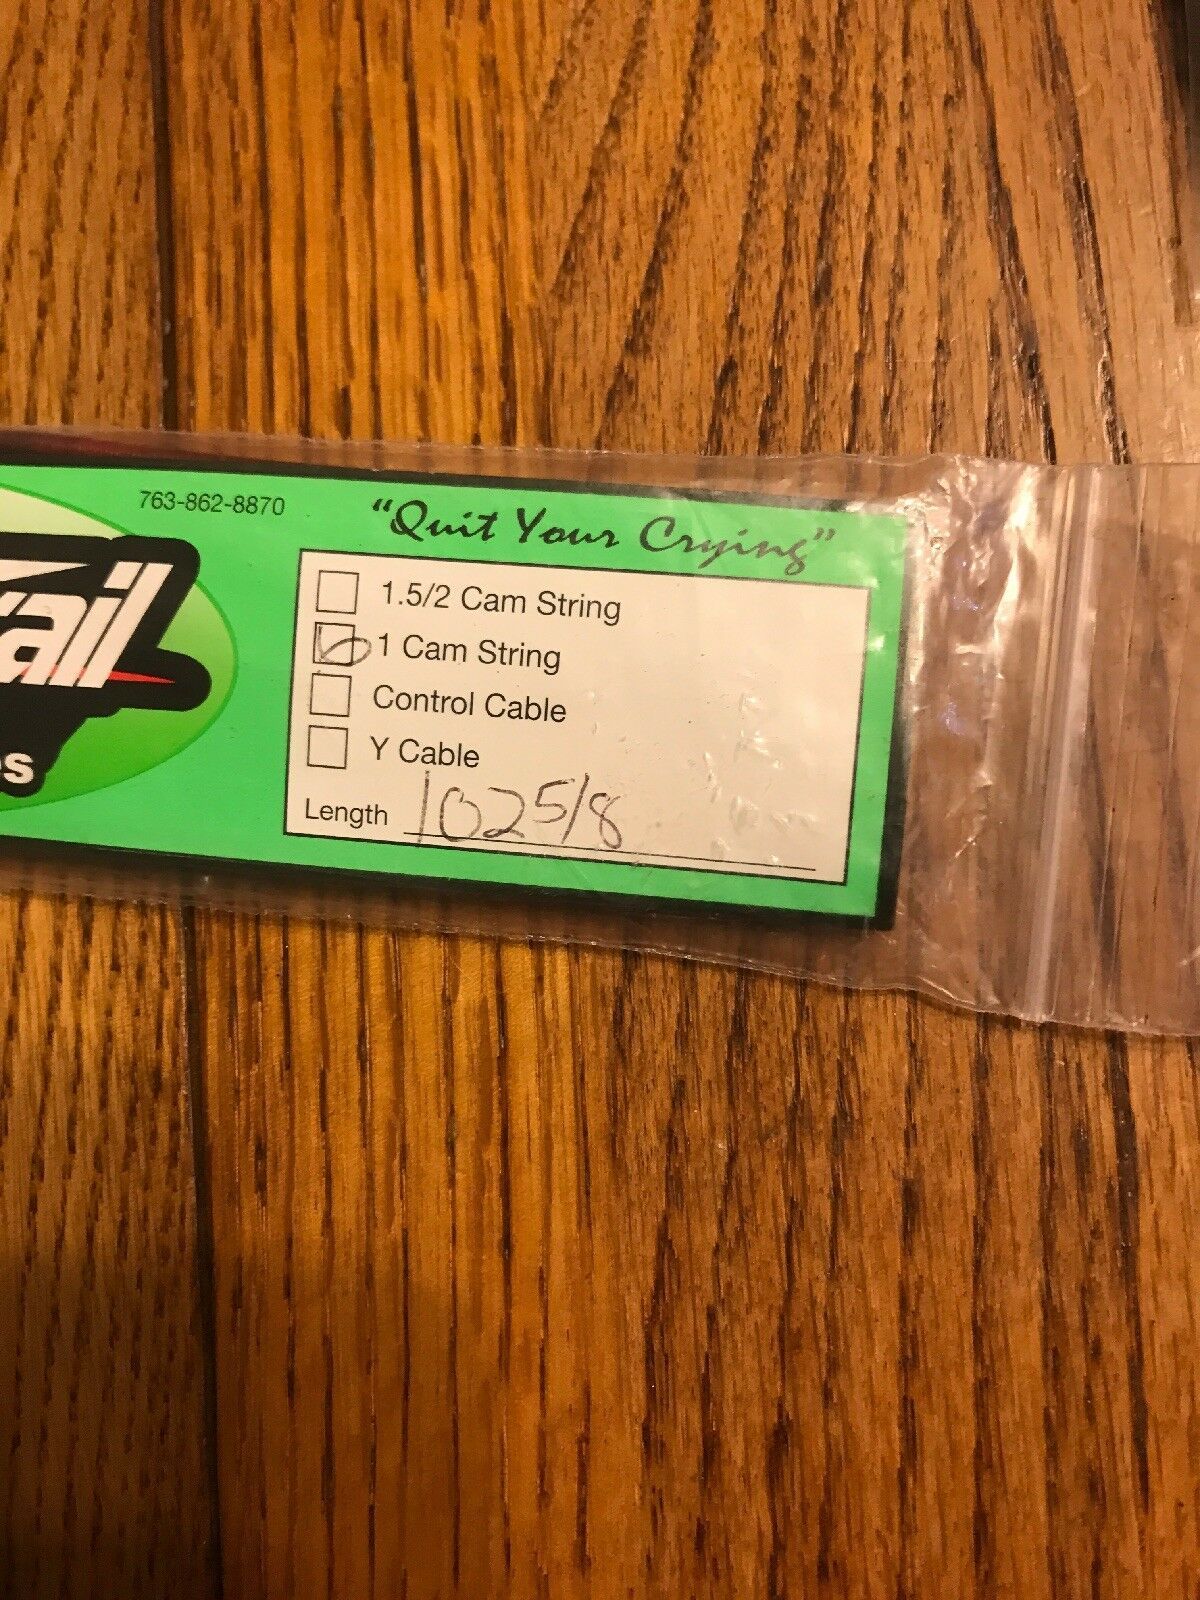 763-862-8870
"Quit Your Crying"
1.5/2 Cam String
1 Cam String
Control Cable
Y Cable
Length 102 5/8